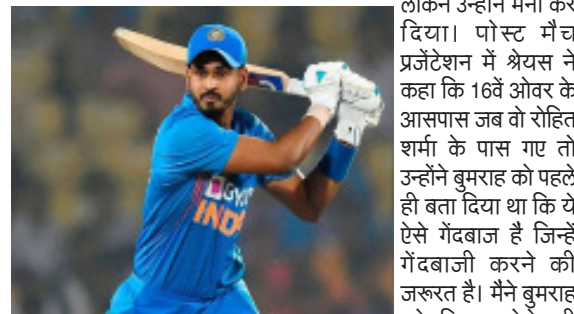 लेकिन उन्होंने मना कर
दिया। पोस्ट मैच
प्रजेंटेशन में श्रेयस ने
कहा कि 16वें ओवर के
आसपास जब वो रोहित
शर्मा के पास गए तो
उन्होंने बुमराह को पहले
ही बता दिया था कि ये
ऐसे गेंदबाज है जिन्हें
गेंदबाजी करने की
जरूरत है। मैने बुमराह
IND